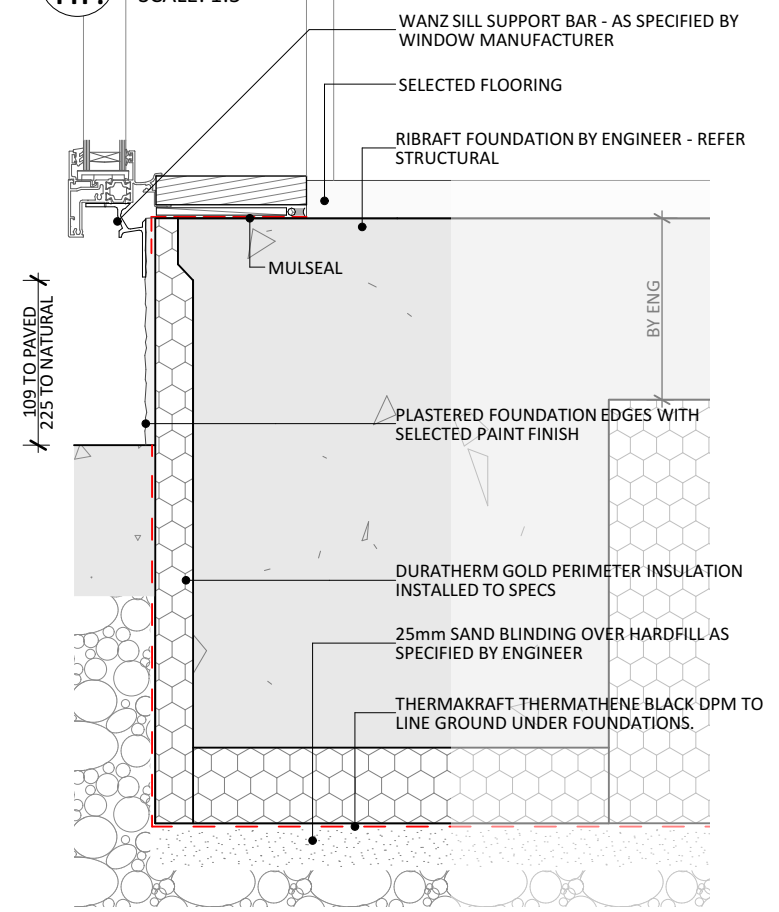 SCALE: 1:5
WANZ SILL SUPPORT BAR - AS SPECIFIED BY
WINDOW MANUFACTURER
SELECTED FLOORING
RIBRAFT FOUNDATION BY ENGINEER - REFER
STRUCTURAL
MULSEAL
109 TO PAVED
225 TO NATURAL
BY ENG
PLASTERED FOUNDATION EDGES WITH
SELECTED PAINT FINISH
DURATHERM GOLD PERIMETER INSULATION
INSTALLED TO SPECS
25mm SAND BLINDING OVER HARDFILL AS
SPECIFIED BY ENGINEER
THERMAKRAFT THERMATHENE BLACK DPM TO
LINE GROUND UNDER FOUNDATIONS.